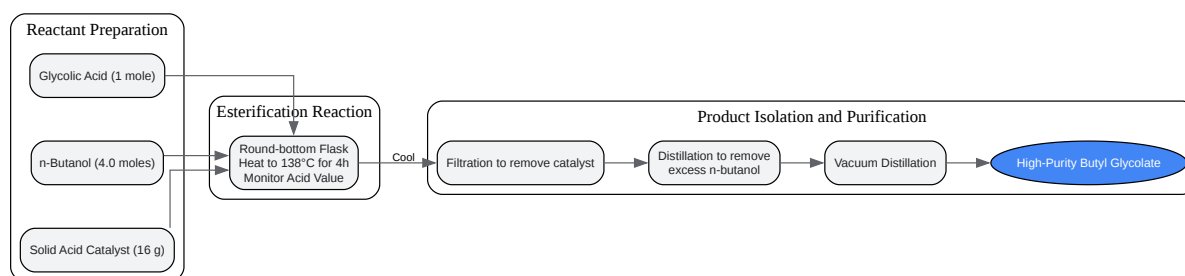 Reactant Preparation
Glycolic Acid (1 mole)
n-Butanol (4.0 moles)
Solid Acid Catalyst (16 g)
Esterification Reaction
Round-bottom Flask
Heat to 138°C for 4h
Monitor Acid Value
Cool
Product Isolation and Purification
Filtration to remove catalyst
Distillation to remove
excess n-butanol
Vacuum Distillation
High-Purity Butyl Glycolate